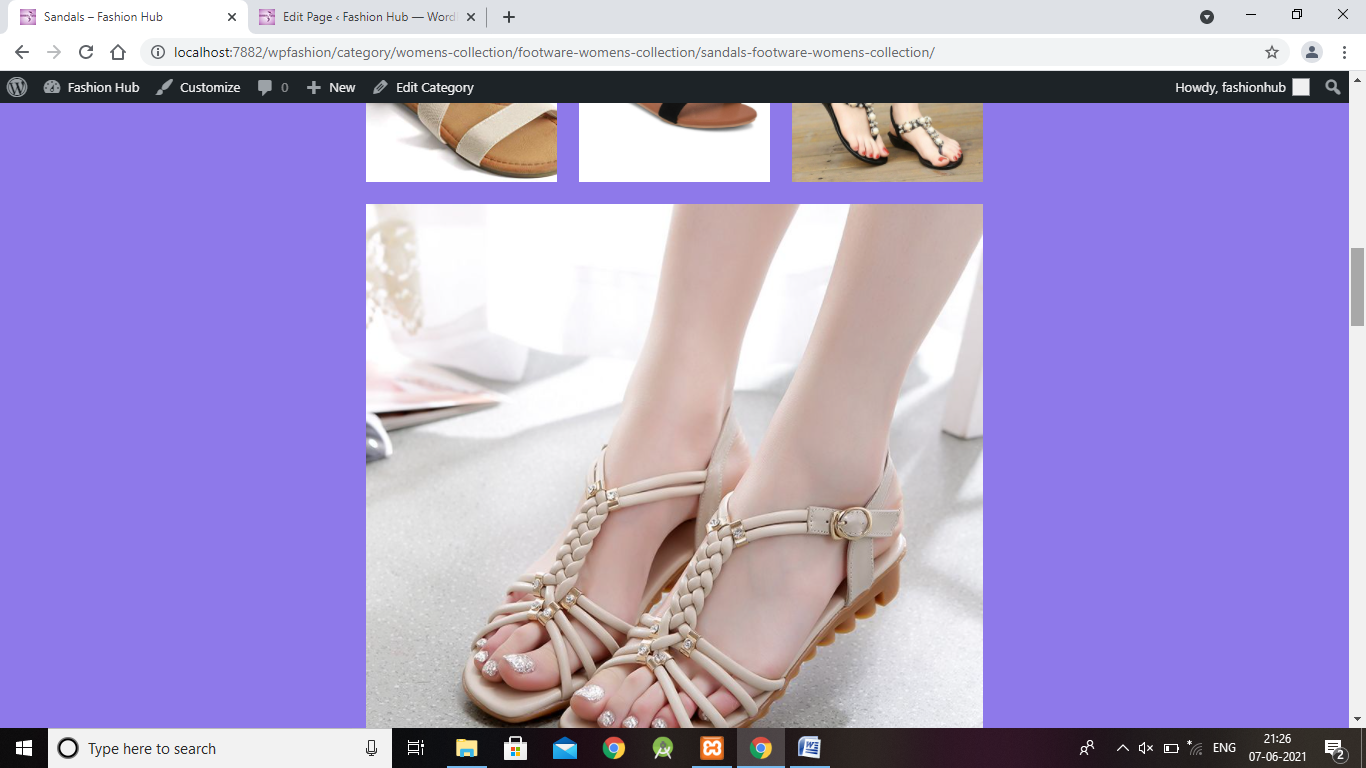 Sandals – Fashion Hub
Edit Page ‹ Fashion Hub — Word
localhost:7882/wpfashion/category/womens-collection/footware-womens-collection/sandals-footware-womens-collection/
Fashion Hub Customize 0 New Edit Category Howdy, fashionhub
Type here to search
ENG
21:26
07-06-2021
2